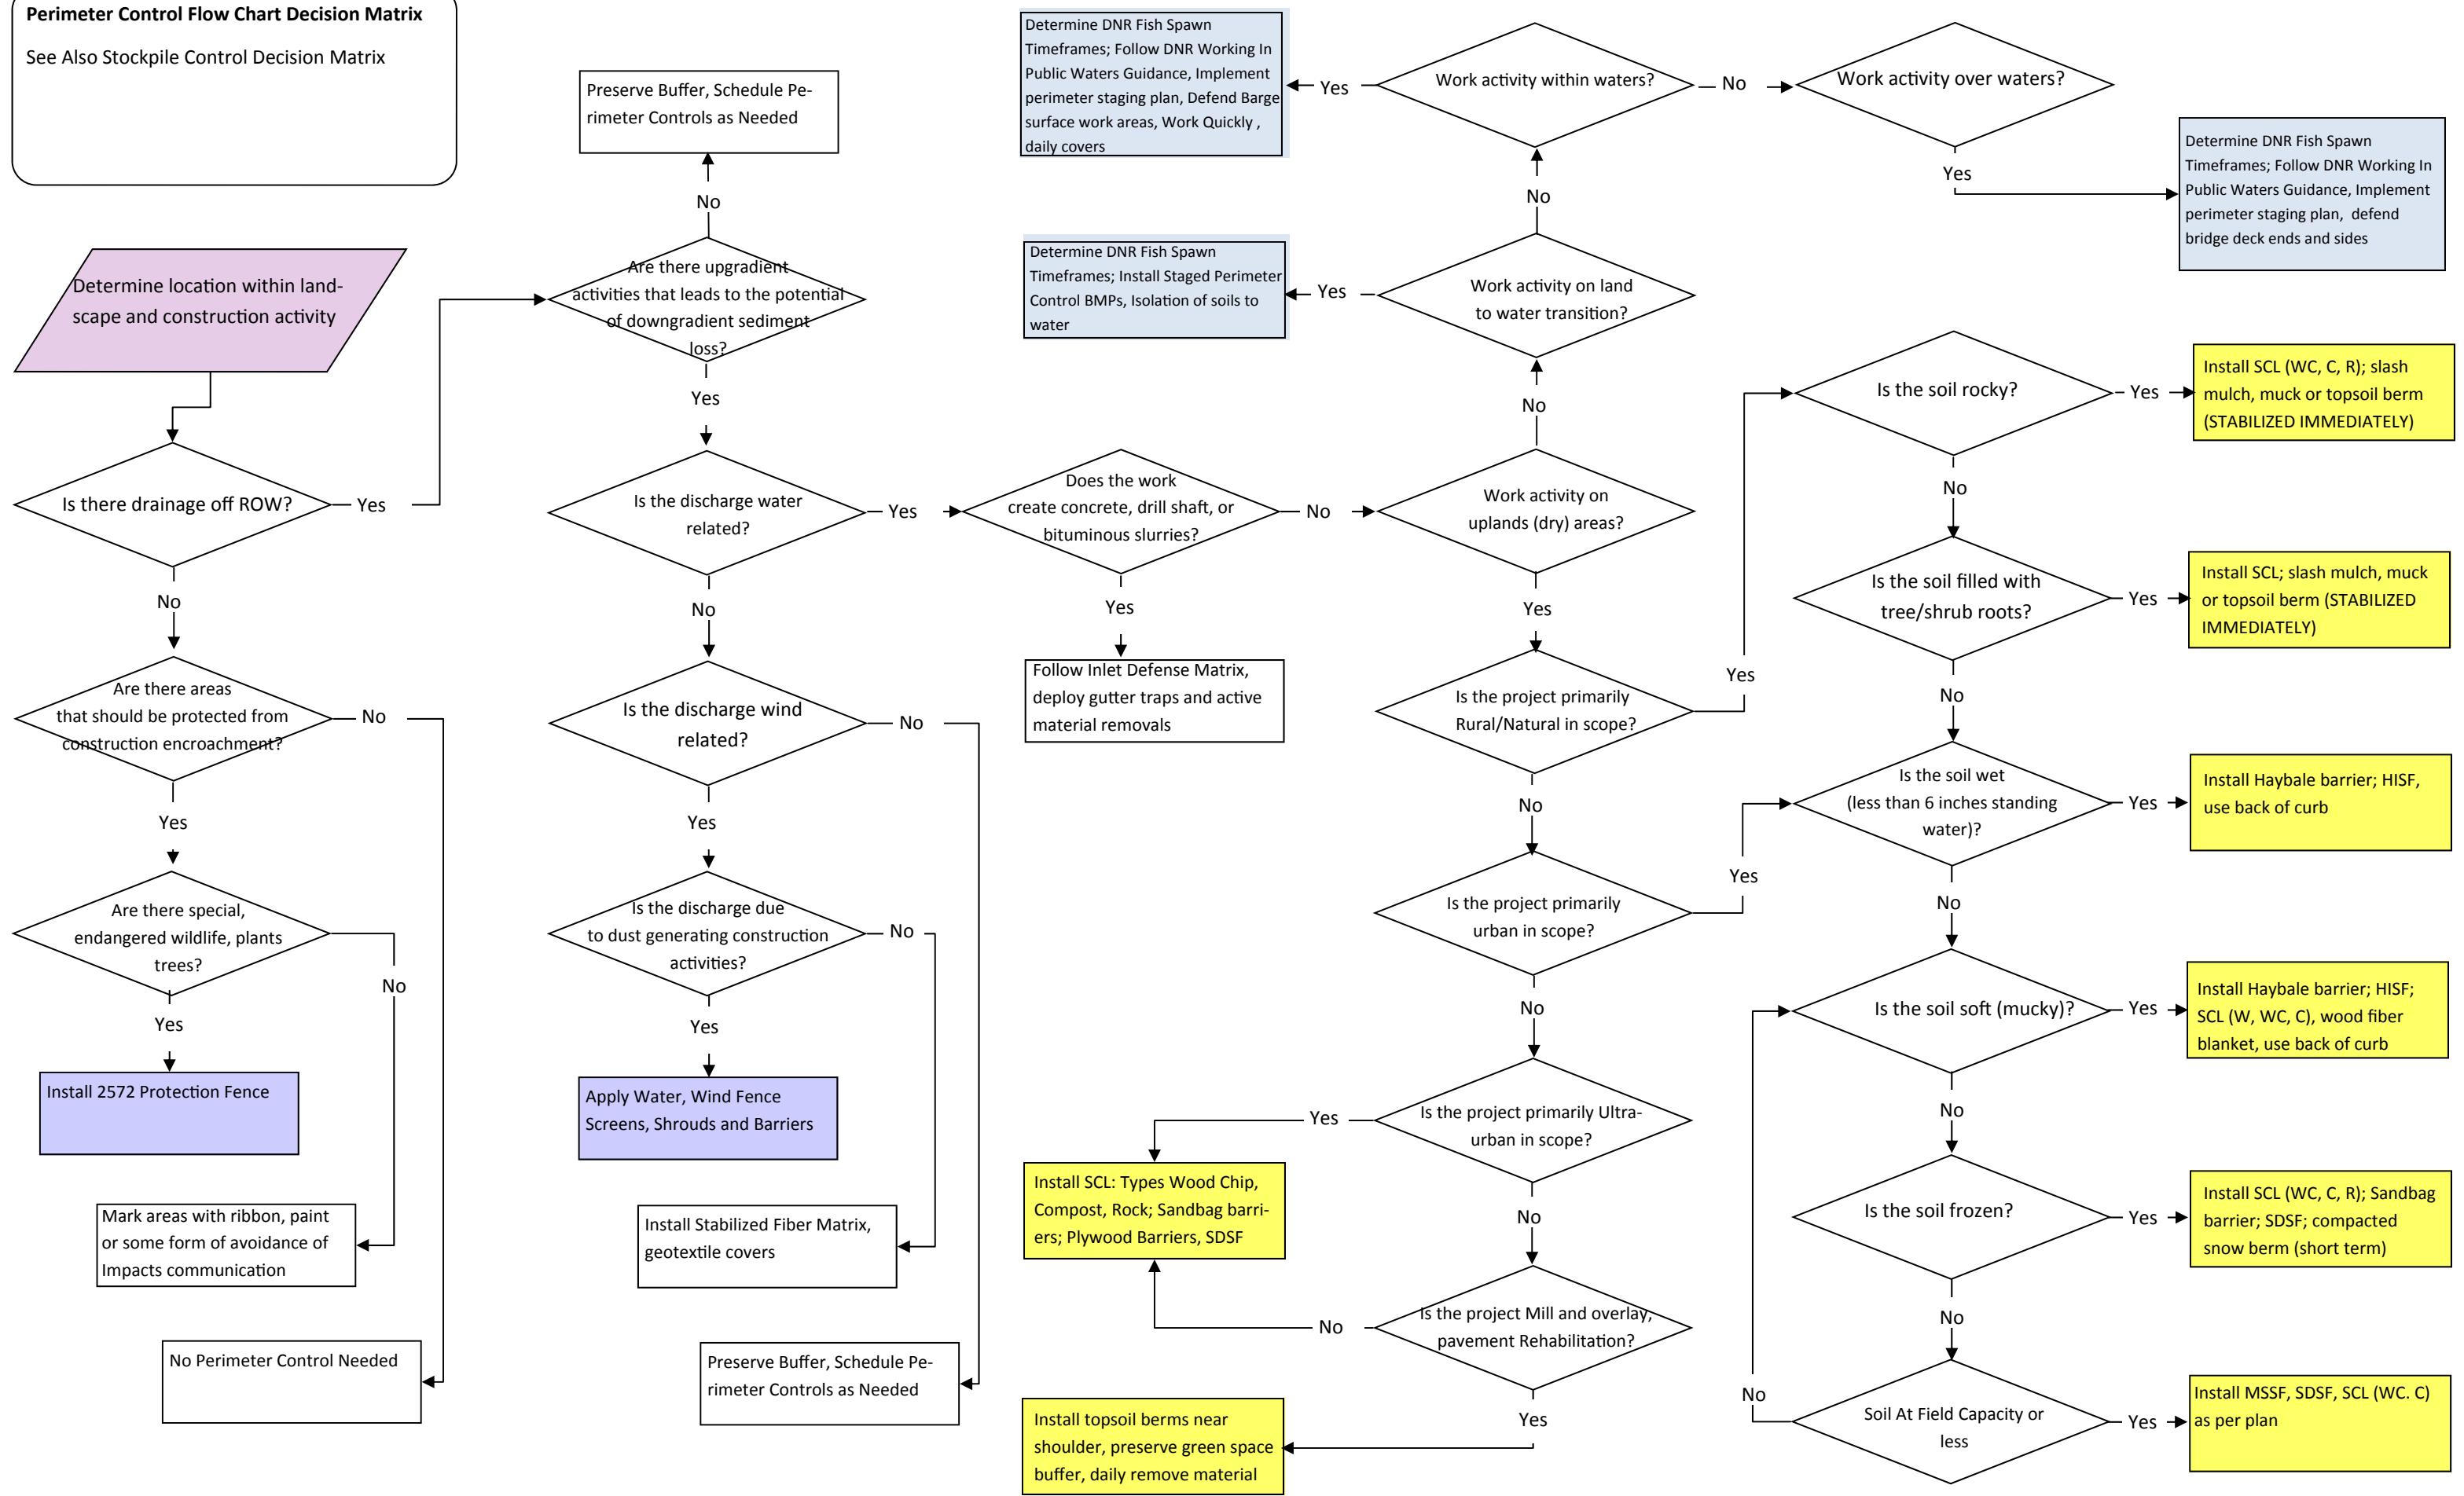 Perimeter Control Flow Chart Decision Matrix
See Also Stockpile Control Decision Matrix
Determine location within land-
scape and construction activity
Is there drainage off ROW?
Yes
No
Are there areas
that should be protected from
construction encroachment?
No
Yes
Are there special,
endangered wildlife, plants
trees?
No
Yes
Install 2572 Protection Fence
Mark areas with ribbon, paint
or some form of avoidance of
Impacts communication
No Perimeter Control Needed
Preserve Buffer, Schedule Pe-
rimeter Controls as Needed
No
Are there upgradient
activities that leads to the potential
of downgradient sediment
loss?
Yes
Is the discharge water
related?
Yes
No
Is the discharge wind
related?
No
Yes
Is the discharge due
to dust generating construction
activities?
No
Yes
Apply Water, Wind Fence
Screens, Shrouds and Barriers
Install Stabilized Fiber Matrix,
geotextile covers
Preserve Buffer, Schedule Pe-
rimeter Controls as Needed
Does the work
create concrete, drill shaft, or
bituminous slurries?
No
Yes
Follow Inlet Defense Matrix,
deploy gutter traps and active
material removals
Determine DNR Fish Spawn
Timeframes; Follow DNR Working In
Public Waters Guidance, Implement
perimeter staging plan, Defend Barge
surface work areas, Work Quickly ,
daily covers
Yes
Work activity within waters?
No
Work activity over waters?
Yes
Determine DNR Fish Spawn
Timeframes; Follow DNR Working In
Public Waters Guidance, Implement
perimeter staging plan,  defend
bridge deck ends and sides
No
Determine DNR Fish Spawn
Timeframes; Install Staged Perimeter
Control BMPs, Isolation of soils to
water
Yes
Work activity on land
to water transition?
No
Work activity on
uplands (dry) areas?
Yes
Is the project primarily
Rural/Natural in scope?
Yes
No
Is the project primarily
urban in scope?
Yes
No
Is the project primarily Ultra-
urban in scope?
Yes
Install SCL: Types Wood Chip,
Compost, Rock; Sandbag barri-
ers; Plywood Barriers, SDSF
No
Is the project Mill and overlay,
pavement Rehabilitation?
No
Yes
Install topsoil berms near
shoulder, preserve green space
buffer, daily remove material
Is the soil rocky?
Yes
Install SCL (WC, C, R); slash
mulch, muck or topsoil berm
(STABILIZED IMMEDIATELY)
No
Is the soil filled with
tree/shrub roots?
Yes
Install SCL; slash mulch, muck
or topsoil berm (STABILIZED
IMMEDIATELY)
No
Is the soil wet
(less than 6 inches standing
water)?
Yes
Install Haybale barrier; HISF,
use back of curb
No
Is the soil soft (mucky)?
Yes
Install Haybale barrier; HISF;
SCL (W, WC, C), wood fiber
blanket, use back of curb
No
Is the soil frozen?
Yes
Install SCL (WC, C, R); Sandbag
barrier; SDSF; compacted
snow berm (short term)
No
Soil At Field Capacity or
less
No
Yes
Install MSSF, SDSF, SCL (WC. C)
as per plan